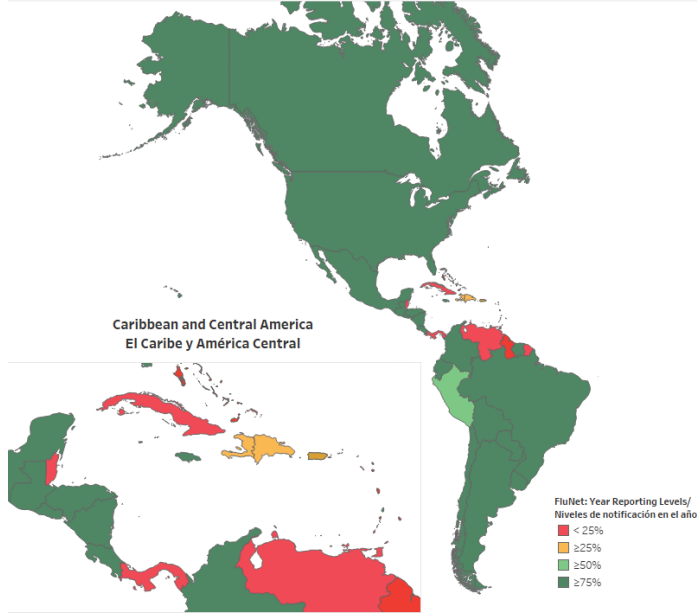 Caribbean and Central America
El Caribe y América Central
FluNet: Year Reporting Levels/
Niveles de notificación en el año
< 25%
≥25%
≥50%
≥75%